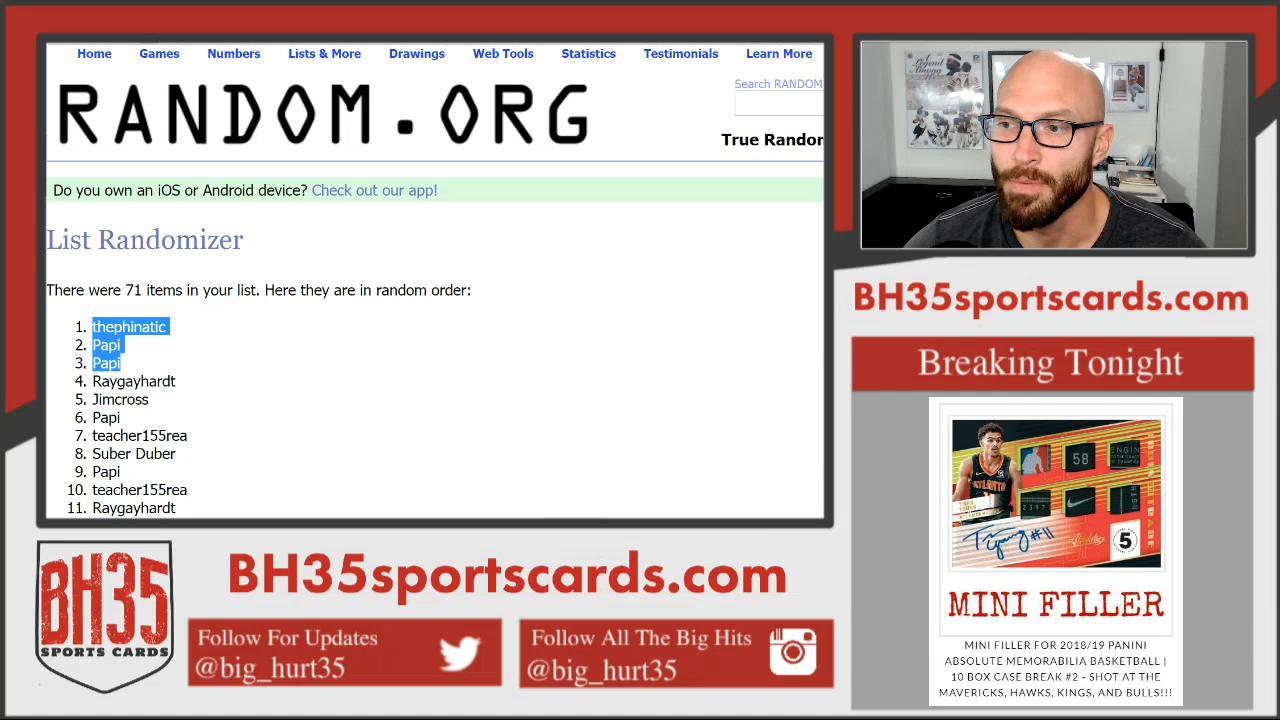 Home Games Numbers Lists & More Drawings Web Tools Statistics Testimonials Learn More
RANDOM.ORG
Search RANDOM
True Random
Do you own an iOS or Android device? Check out our app!
List Randomizer
There were 71 items in your list. Here they are in random order:
1. thephinatic
2. Papi
3. Papi
4. Raygayhardt
5. Jimcross
6. Papi
7. teacher155rea
8. Suber Duber
9. Papi
10. teacher155rea
11. Raygayhardt
BH35sportscards.com
Breaking Tonight
58
ATLANTA
5
MINI FILLER
MINI FILLER FOR 2018/19 PANINI
ABSOLUTE MEMORABILIA BASKETBALL |
10 BOX CASE BREAK #2 - SHOT AT THE
MAVERICKS, HAWKS, KINGS, AND BULLS!!!
BH35
SPORTS CARDS
BH35sportscards.com
Follow For Updates
@big_hurt35
Follow All The Big Hits
@big_hurt35